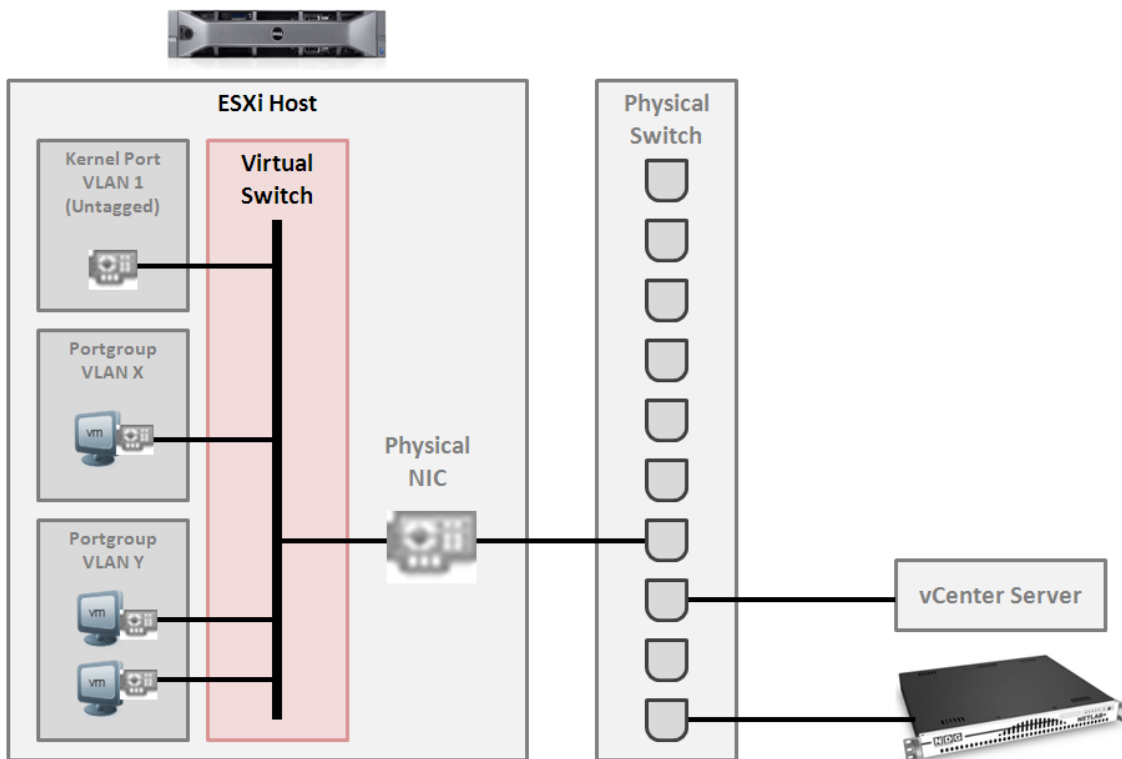 ESXi Host
Kernel Port
VLAN 1
(Untagged)
Virtual
Switch
Portgroup
VLAN X
vm
Physical
NIC
Portgroup
VLAN Y
vm
vm
Physical
Switch
vCenter Server
NDG
NETLAB+